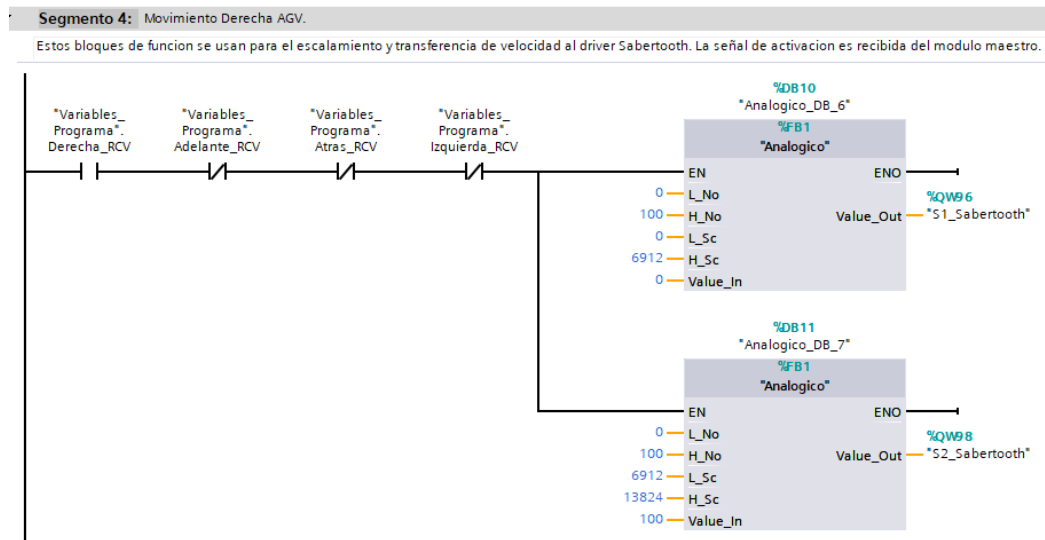 Segmento 4: Movimiento Derecha AGV.
Estos bloques de funcion se usan para el escalamiento y transferencia de velocidad al driver Sabertooth. La señal de activacion es recibida del modulo maestro.
"Variables_
Programa".
Derecha_RCV
"Variables_
Programa".
Adelante_RCV
"Variables_
Programa".
Atras_RCV
"Variables_
Programa".
Izquierda_RCV
%DB10
"Analogico_DB_6"
%FB1
"Analogico"
EN ENO
0 L_No
%QW96
100 H_No Value_Out "S1_Sabertooth"
0 L_Sc
6912 H_Sc
0 Value_In
%DB11
"Analogico_DB_7"
%FB1
"Analogico"
EN ENO
0 L_No
%QW98
100 H_No Value_Out "S2_Sabertooth"
6912 L_Sc
13824 H_Sc
100 Value_In